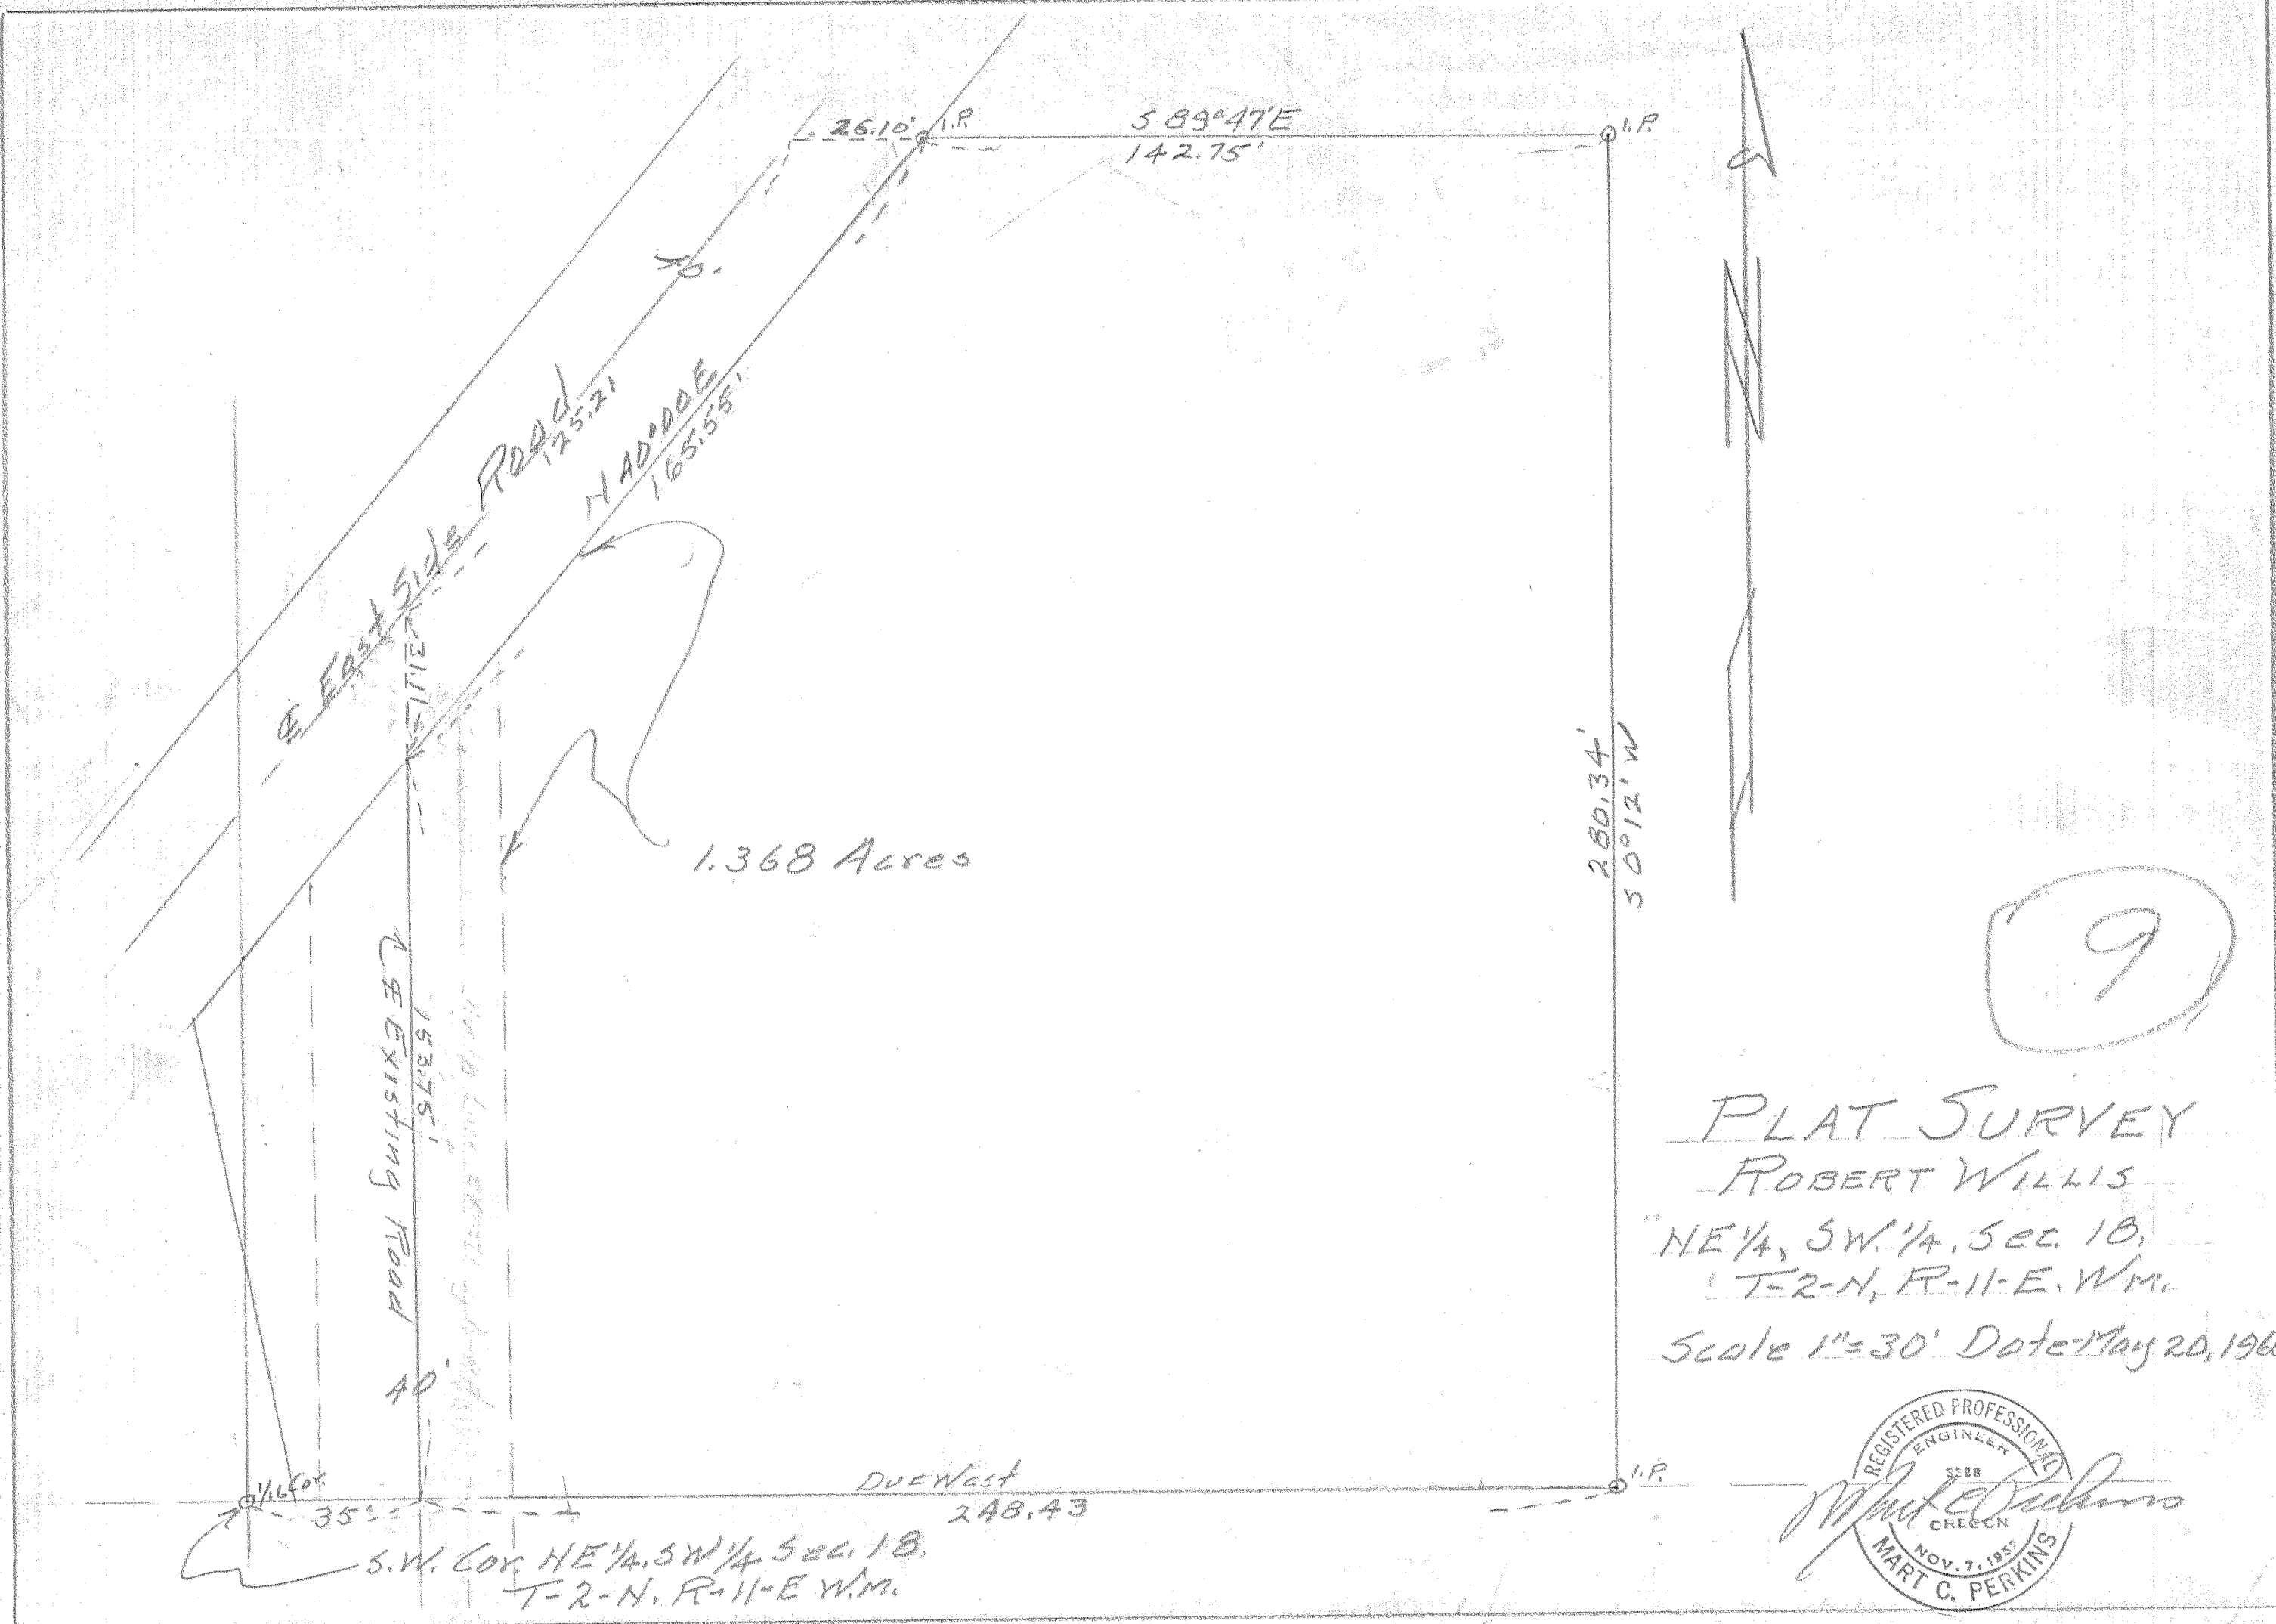 26.10'
I.P.
S 89°47'E
142.75'
I.P.
℄ East Side Road
125.21
N 40°00'E
165.55'
31.11
1.368 Acres
280.34'
S 0°12' W
N
9
℄ Existing Road
153.75'
40'
PLAT SURVEY
ROBERT WILLIS
NE 1/4, S.W. 1/4, Sec. 18,
T-2-N, R-11-E. W.M.
Scale 1"=30' Date-May 20, 196
1/16 Cor.
35'
Due West
248.43
I.P.
S.W. Cor. NE 1/4, SW 1/4 Sec. 18.
T-2-N. R-11-E W.M.
REGISTERED PROFESSIONAL
ENGINEER
OREGON
NOV. 7, 1957
MART C. PERKINS